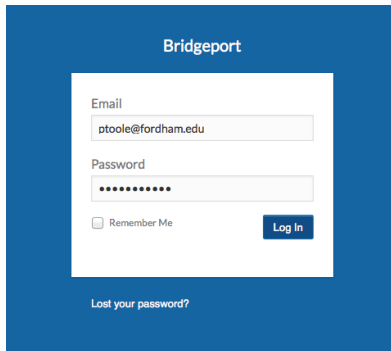 Bridgeport
Email
ptoole@fordham.edu
Password
•••••••••••
Remember Me
Log In
Lost your password?